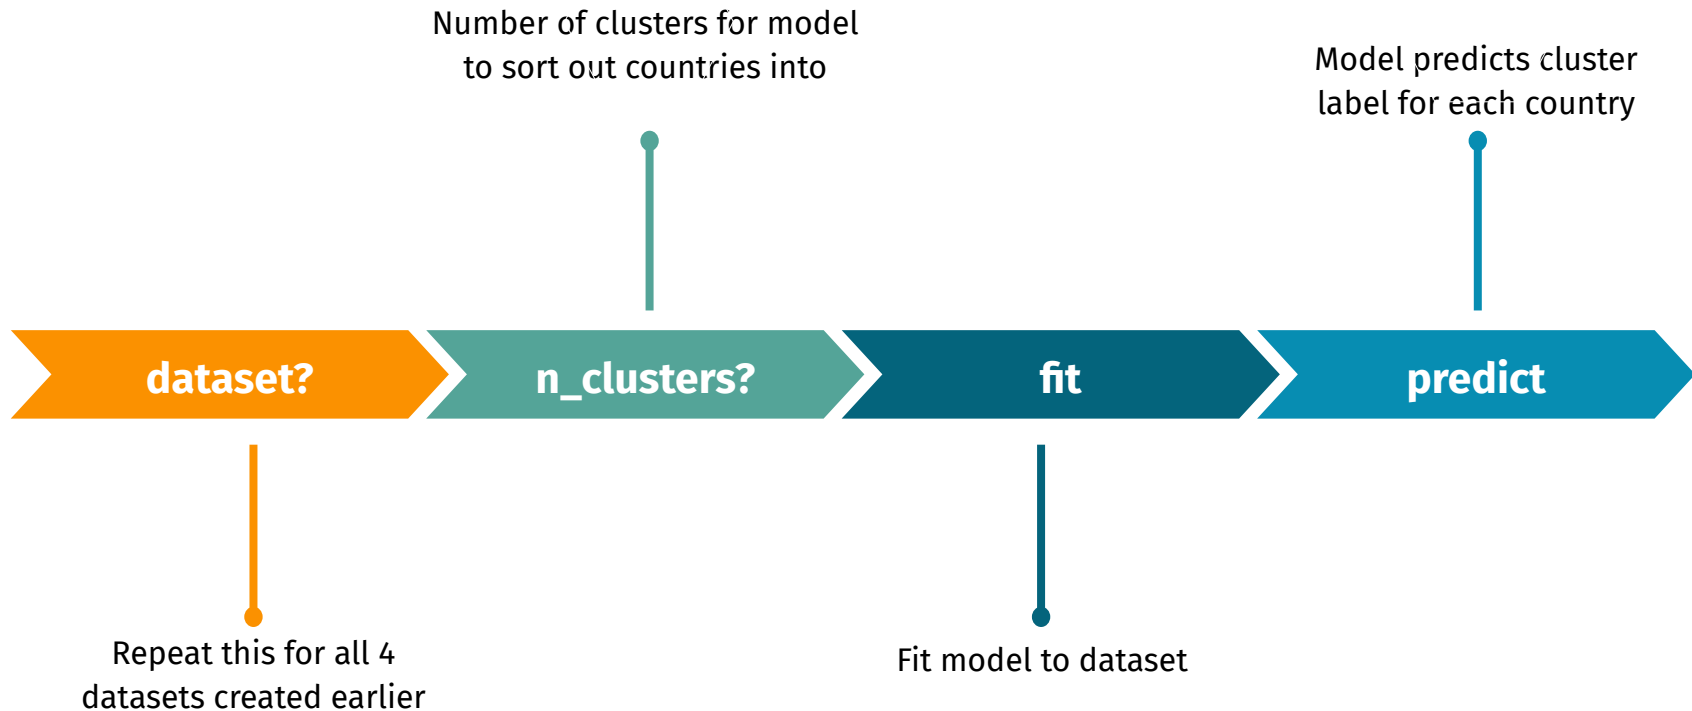 Number of clusters for model
to sort out countries into
Model predicts cluster
label for each country
dataset?
n_clusters?
fit
predict
Repeat this for all 4
datasets created earlier
Fit model to dataset